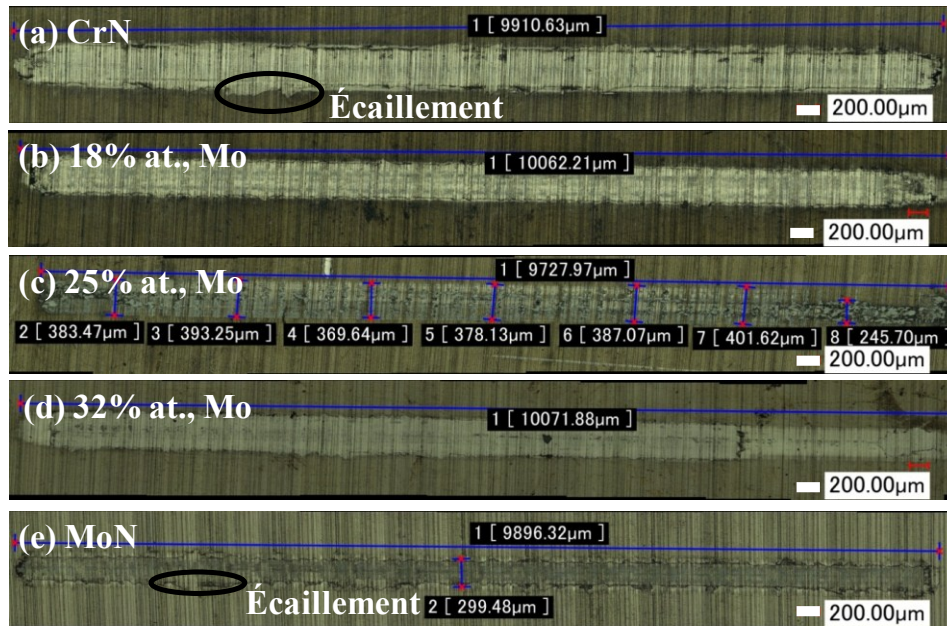 (a) CrN
1 [ 9910.63µm ]
Écaillement
200.00µm
(b) 18% at., Mo
1 [ 10062.21µm ]
200.00µm
(c) 25% at., Mo
1 [ 9727.97µm ]
2 [ 383.47µm ]
3 [ 393.25µm ]
4 [ 369.64µm ]
5 [ 378.13µm ]
6 [ 387.07µm ]
7 [ 401.62µm ]
8 [ 245.70µm ]
200.00µm
(d) 32% at., Mo
1 [ 10071.88µm ]
200.00µm
(e) MoN
1 [ 9896.32µm ]
Écaillement
2 [ 299.48µm ]
200.00µm